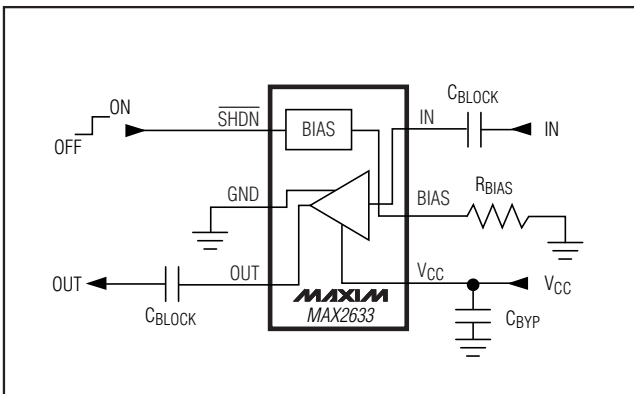 ON
OFF
SHDN
BIAS
IN
CBLOCK
IN
GND
BIAS
RBIAS
OUT
CBLOCK
OUT
VCC
VCC
CBYP
MAXIM
MAX2633